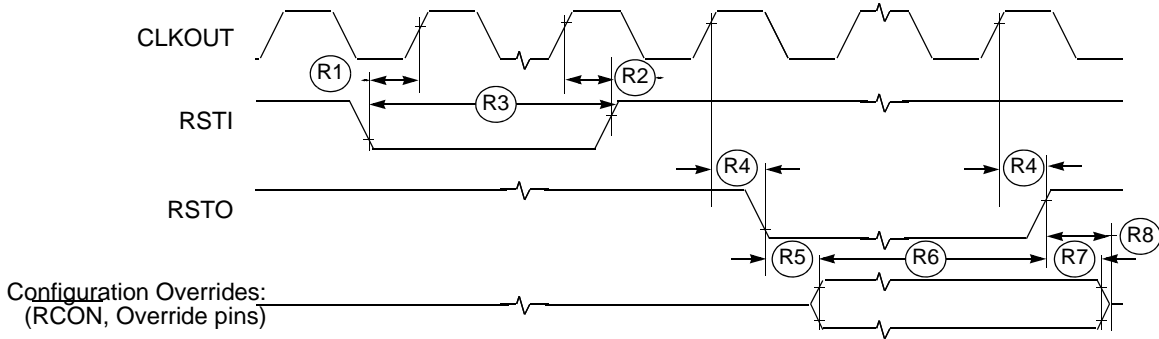 CLKOUT
R1
R2
R3
RSTI
R4
R4
RSTO
R8
R5
R6
R7
Configuration Overrides:
(RCON, Override pins)